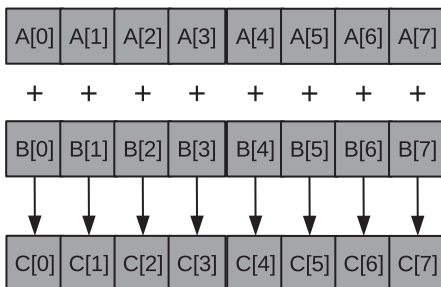 A[0] A[1] A[2] A[3] A[4] A[5] A[6] A[7]
+ + + + + + + +
B[0] B[1] B[2] B[3] B[4] B[5] B[6] B[7]
C[0] C[1] C[2] C[3] C[4] C[5] C[6] C[7]